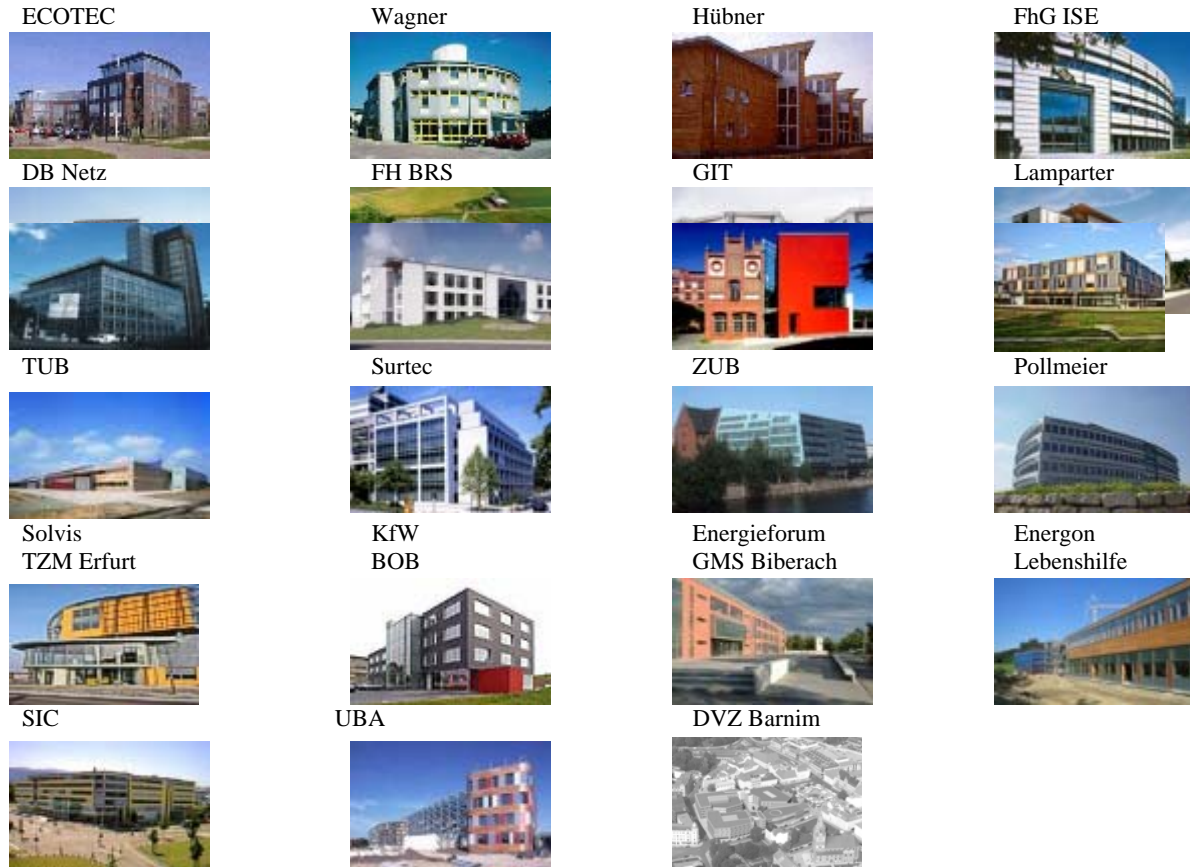 ECOTEC Wagner Hübner FhG ISE
DB Netz FH BRS GIT Lamparter
TUB Surtec ZUB Pollmeier
Solvis KfW Energieforum Energon
TZM Erfurt BOB GMS Biberach Lebenshilfe
SIC UBA DVZ Barnim